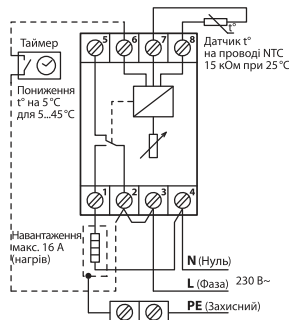 Таймер
Пониження
t° на 5 °C
для 5...45°C
5
6
7
8
t°
Датчик t°
на проводі NTC
15 кОм при 25°C
1
2
3
4
Навантаження
макс. 16 А
(нагрів)
N (Нуль)
L (Фаза) 230 В~
PE (Захисний)